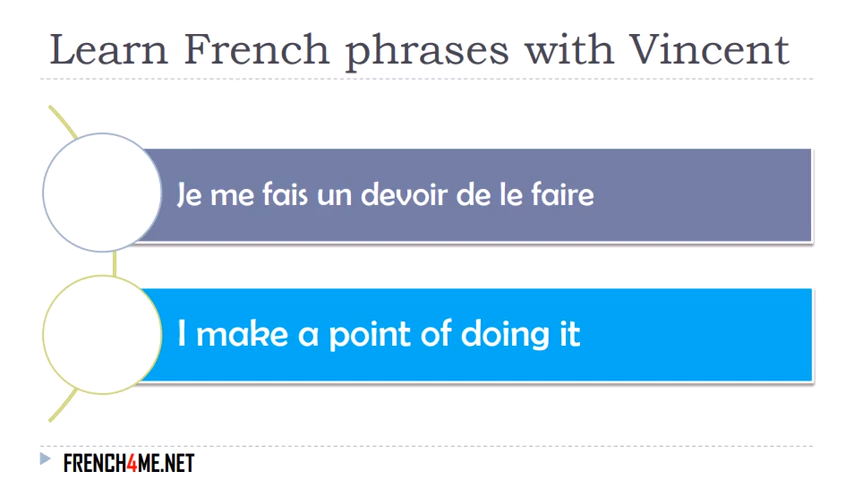 Learn French phrases with Vincent
Je me fais un devoir de le faire
I make a point of doing it
FRENCH4ME.NET